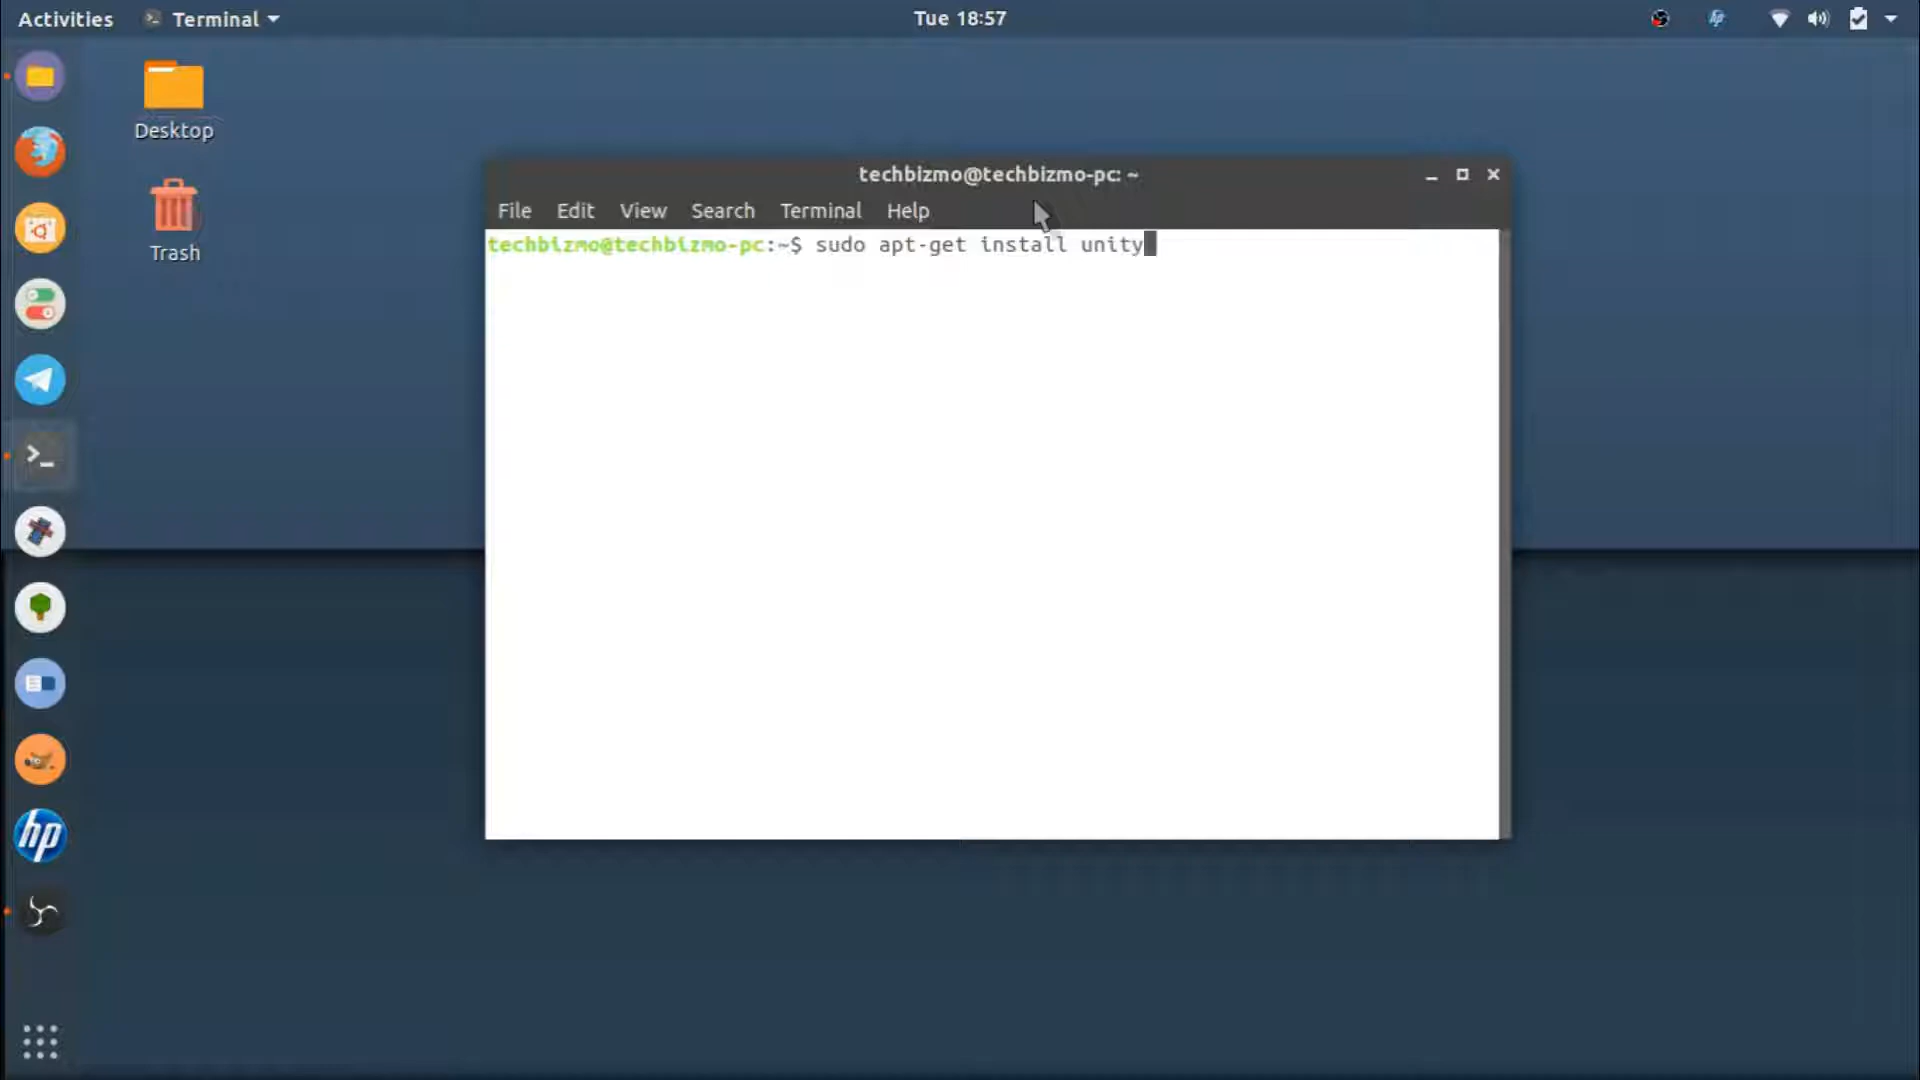 Activities
Terminal
Tue 18:57
hp
Desktop
Trash
techbizmo@techbizmo-pc: ~
File Edit View Search Terminal Help
techbizmo@techbizmo-pc:~$ sudo apt-get install unity
hp